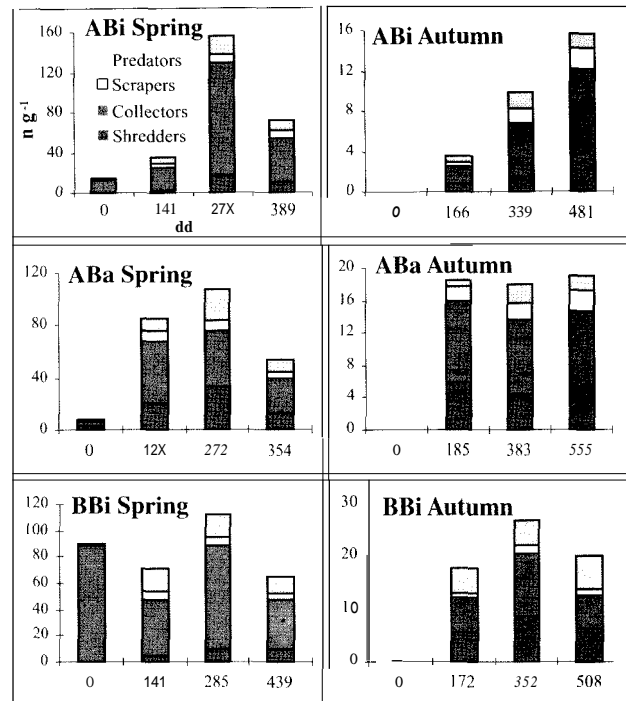 ABi Spring
160
120
80
40
0
n g-1
Predators
Scrapers
Collectors
Shredders
0 141 27X 389
dd
ABi Autumn
16
12
8
4
0
0 166 339 481
ABa Spring
120
80
40
0
0 12X 272 354
ABa Autumn
20
16
12
8
4
0
0 185 383 555
BBi Spring
120
100
80
60
40
20
0
0 141 285 439
BBi Autumn
30
20
10
0
0 172 352 508